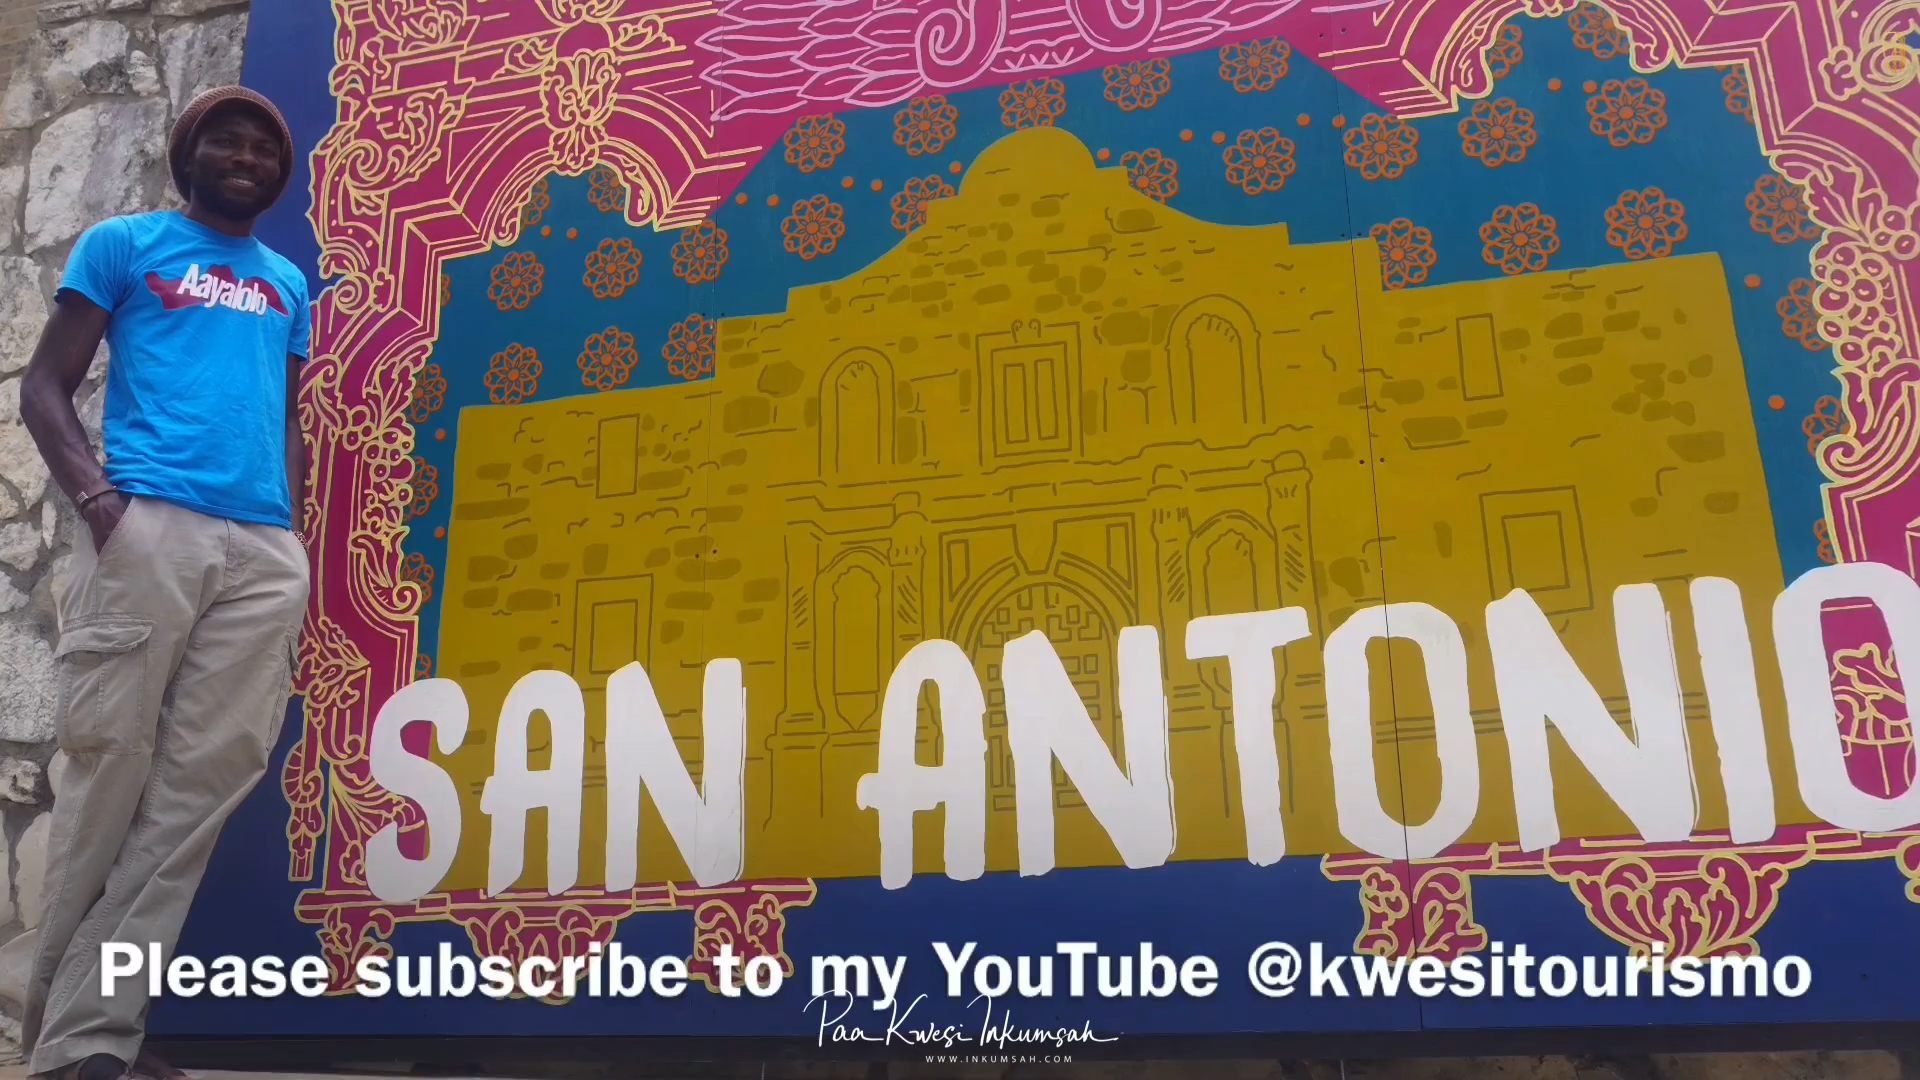 Aayalolo
SAN ANTONIO
Please subscribe to my YouTube @kwesitourismo
Paa Kwesi Inkumsah
WWW.INKUMSAH.COM